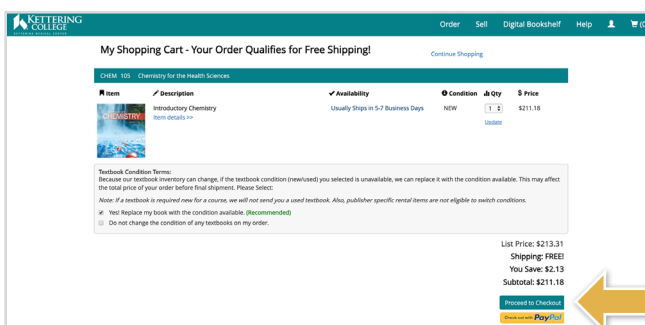 KETTERING
COLLEGE
KETTERING MEDICAL CENTER
Order Sell Digital Bookshelf Help
My Shopping Cart - Your Order Qualifies for Free Shipping!
Continue Shopping
CHEM 105 Chemistry for the Health Sciences
Item Description Availability Condition Qty $ Price
CHEMISTRY
Introductory Chemistry Usually Ships in 5-7 Business Days NEW 1 $211.18
Item details >>
Update
Textbook Condition Terms:
Because our textbook inventory can change, if the textbook condition (new/used) you selected is unavailable, we can replace it with the condition available. This may affect
the total price of your order before final shipment. Please Select:
Note: If a textbook is required new for a course, we will not send you a used textbook. Also, publisher specific rental items are not eligible to switch conditions.
Yes! Replace my book with the condition available. (Recommended)
Do not change the condition of any textbooks on my order.
List Price: $213.31
Shipping: FREE!
You Save: $2.13
Subtotal: $211.18
Proceed to Checkout
Check out with PayPal